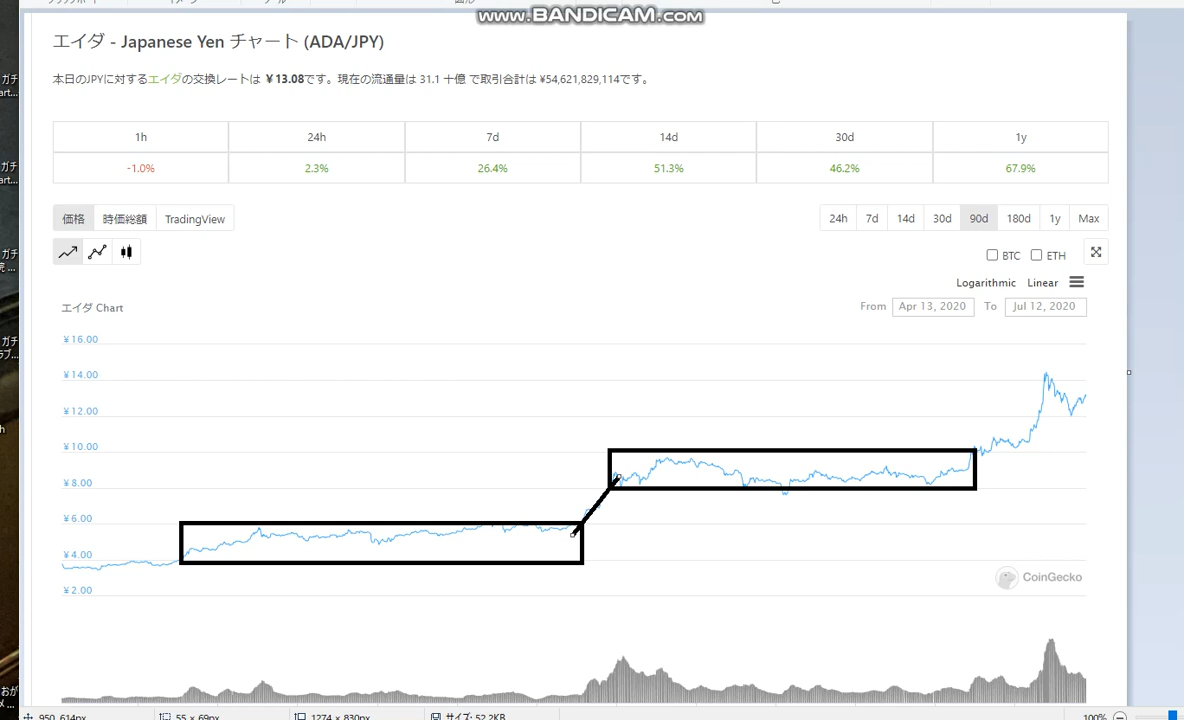 www.BANDICAM.com
エイダ - Japanese Yen チャート (ADA/JPY)
本日のJPYに対するエイダの交換レートは ¥13.08です。現在の流通量は 31.1 十億 で取引合計は ¥54,621,829,114です。
1h 24h 7d 14d 30d 1y
-1.0% 2.3% 26.4% 51.3% 46.2% 67.9%
価格 時価総額 TradingView
24h 7d 14d 30d 90d 180d 1y Max
BTC ETH
Logarithmic Linear
エイダ Chart
From Apr 13, 2020 To Jul 12, 2020
¥16.00
¥14.00
¥12.00
¥10.00
¥8.00
¥6.00
¥4.00
¥2.00
CoinGecko
950, 614px 55 × 69px 1274 × 830px サイズ: 52.2KB 100%